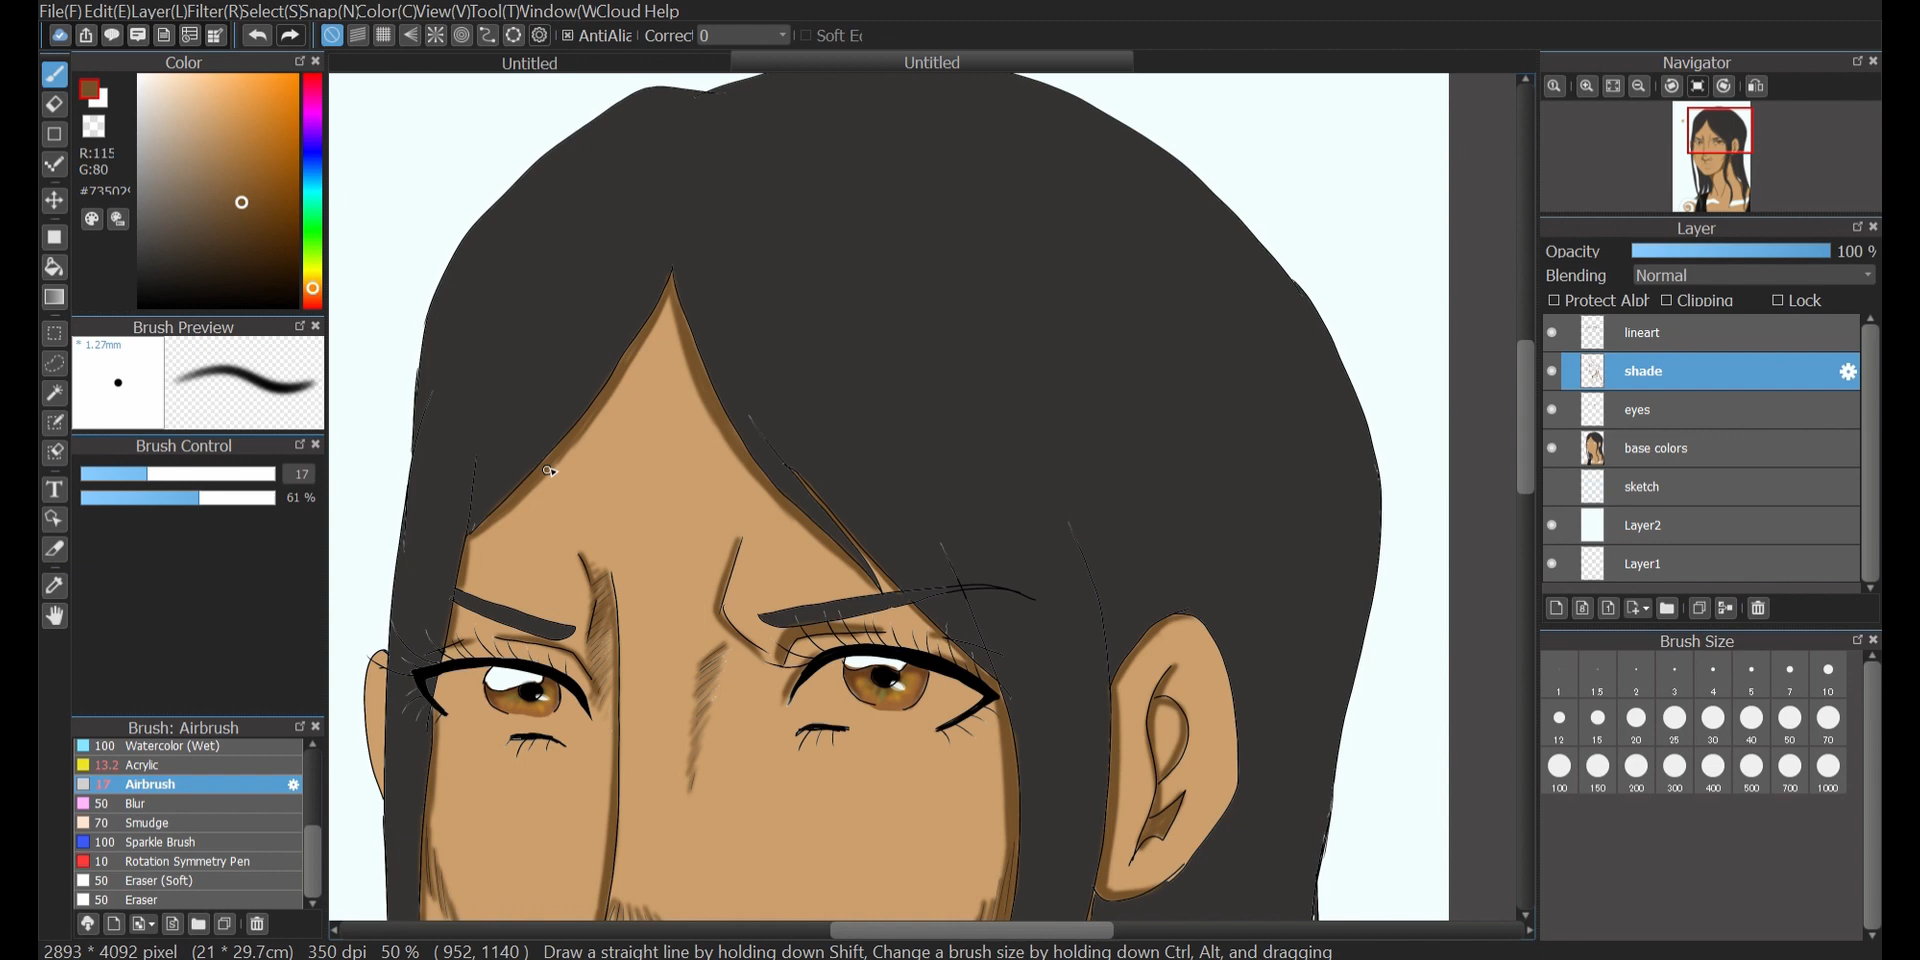 File(F) Edit(E) Layer(L) Filter(R) Select(S) Snap(N) Color(C) View(V) Tool(T) Window(W Cloud Help
AntiAlia Correc 0 Soft Ec
Color
Untitled
Untitled
Navigator
R:115
G:80
#73502
Layer
Opacity 100 %
Blending Normal
Protect Alph Clipping Lock
Brush Preview
* 1.27mm
lineart
shade
eyes
base colors
sketch
Layer2
Layer1
Brush Control
17
61 %
Brush Size
1 1.5 2 3 4 5 7 10
12 15 20 25 30 40 50 70
100 150 200 300 400 500 700 1000
Brush: Airbrush
100 Watercolor (Wet)
13.2 Acrylic
17 Airbrush
50 Blur
70 Smudge
100 Sparkle Brush
10 Rotation Symmetry Pen
50 Eraser (Soft)
50 Eraser
2893 * 4092 pixel (21 * 29.7cm) 350 dpi 50 % ( 952, 1140 ) Draw a straight line by holding down Shift, Change a brush size by holding down Ctrl, Alt, and dragging